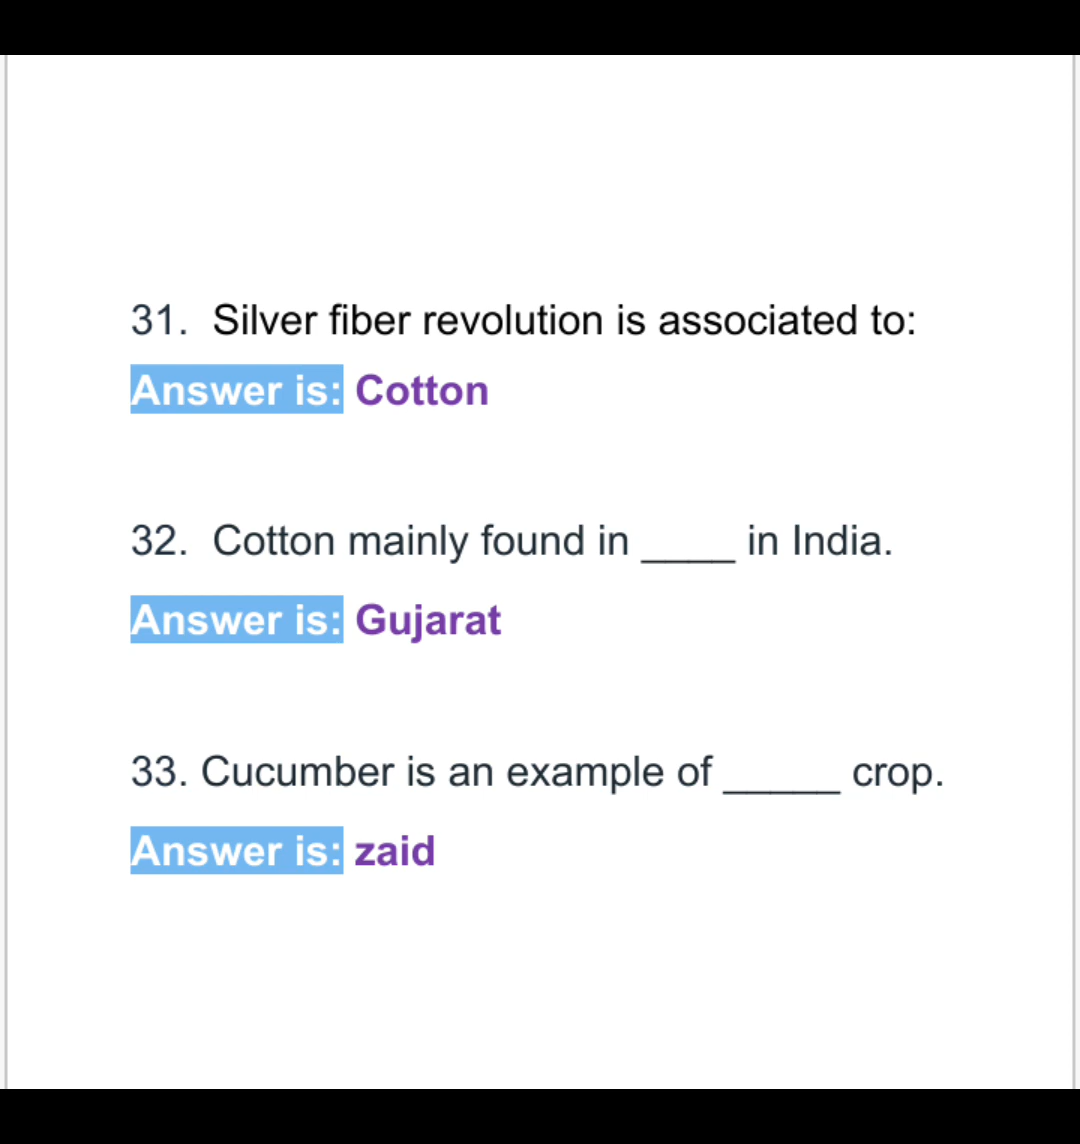 31. Silver fiber revolution is associated to:
Answer is: Cotton
32. Cotton mainly found in ____ in India.
Answer is: Gujarat
33. Cucumber is an example of _____ crop.
Answer is: zaid